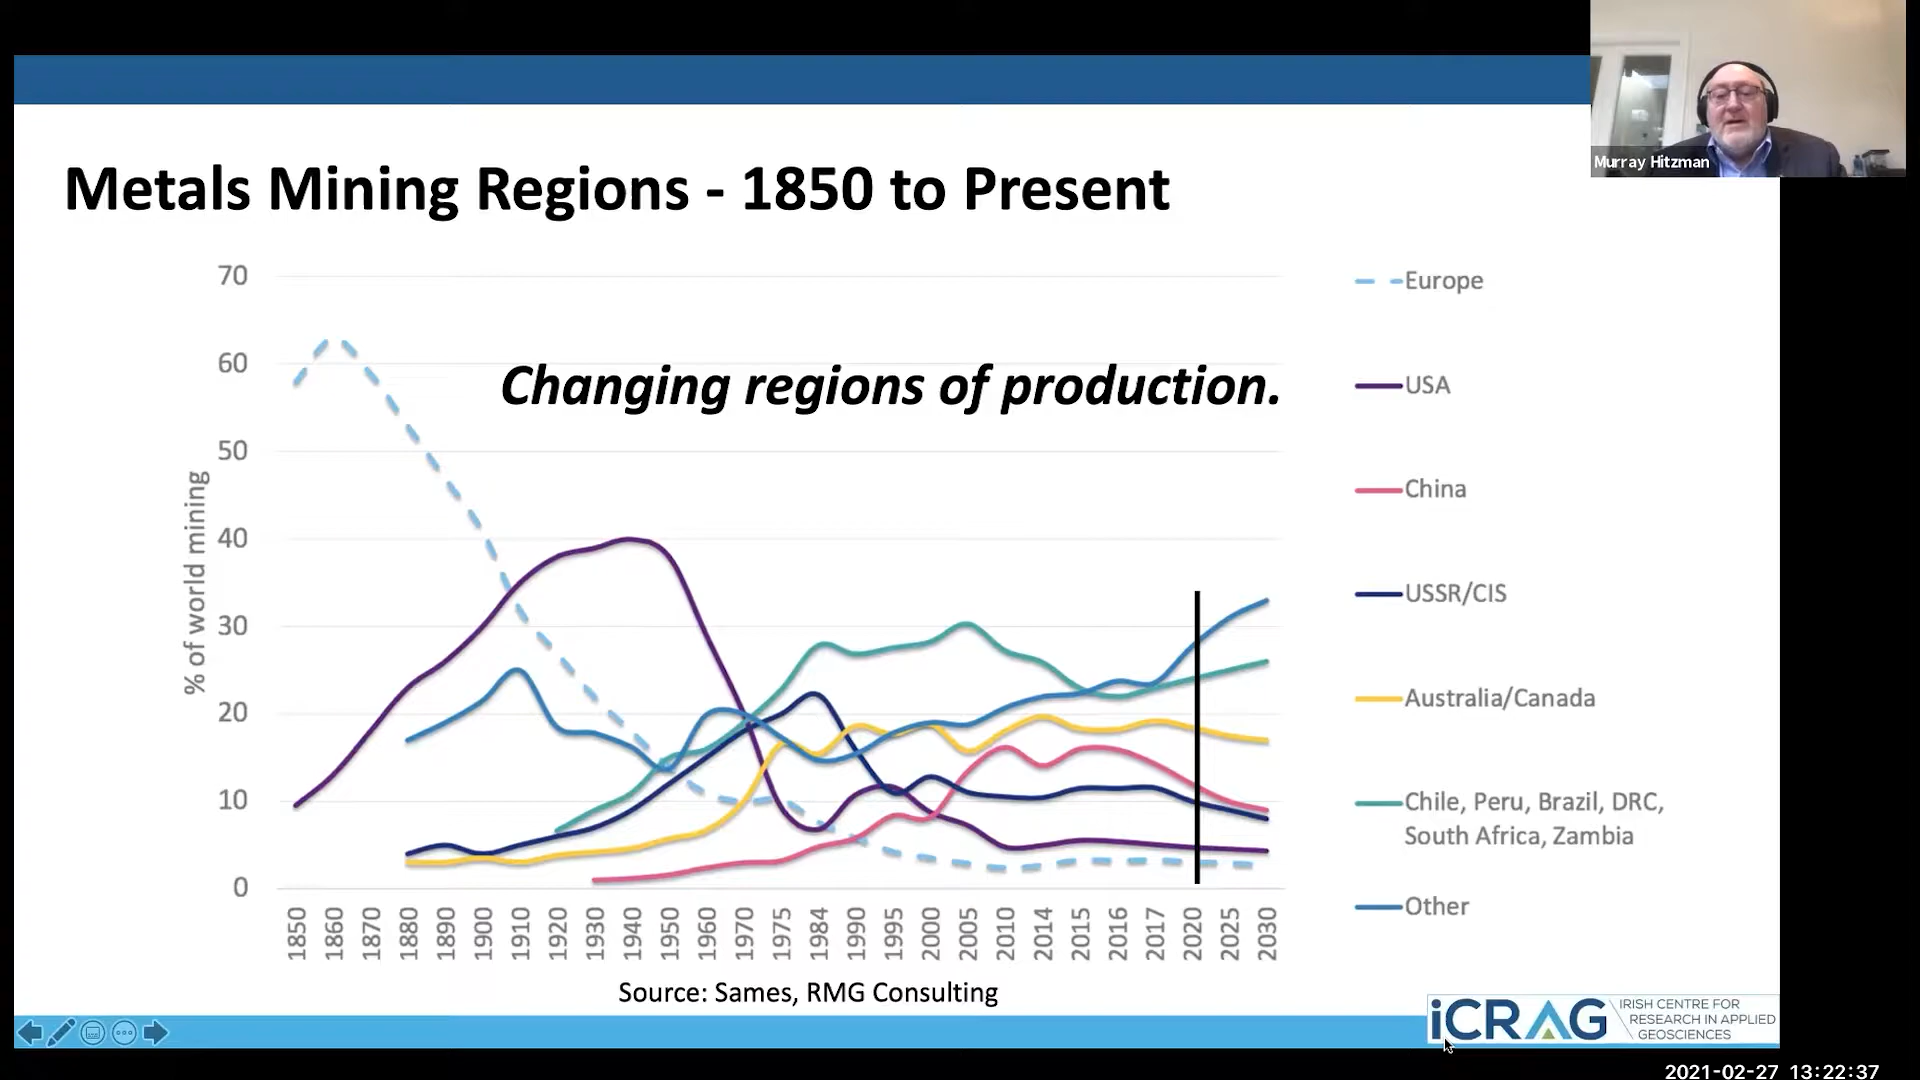 Murray Hitzman
Metals Mining Regions - 1850 to Present
Changing regions of production.
% of world mining
70
60
50
40
30
20
10
0
1850 1860 1870 1880 1890 1900 1910 1920 1930 1940 1950 1960 1970 1975 1984 1990 1995 2000 2005 2010 2014 2015 2016 2017 2020 2025 2030
Europe
USA
China
USSR/CIS
Australia/Canada
Chile, Peru, Brazil, DRC,
South Africa, Zambia
Other
Source: Sames, RMG Consulting
iCRAG
IRISH CENTRE FOR
RESEARCH IN APPLIED
GEOSCIENCES
2021-02-27 13:22:37